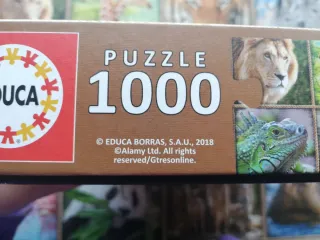 EDUCA
PUZZLE
1000
© EDUCA BORRAS, S.A.U., 2018
©Alamy Ltd. All rights
reserved/Gtresonline.